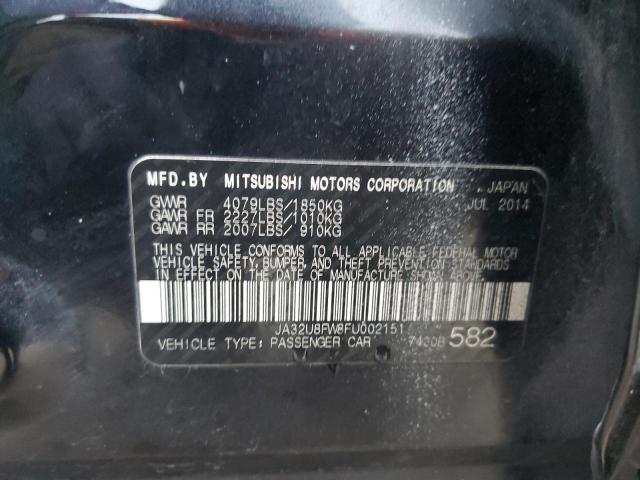 MFD.BY MITSUBISHI MOTORS CORPORATION , JAPAN
GVWR 4079LBS/1850KG JUL 2014
GAWR FR 2227LBS/1010KG
GAWR RR 2007LBS/ 910KG
THIS VEHICLE CONFORMS TO ALL APPLICABLE FEDERAL MOTOR
VEHICLE SAFETY, BUMPER, AND THEFT PREVENTION STANDARDS
IN EFFECT ON THE DATE OF MANUFACTURE SHOWN ABOVE.
JA32U8FW8FU002151
VEHICLE TYPE: PASSENGER CAR 7430B 582